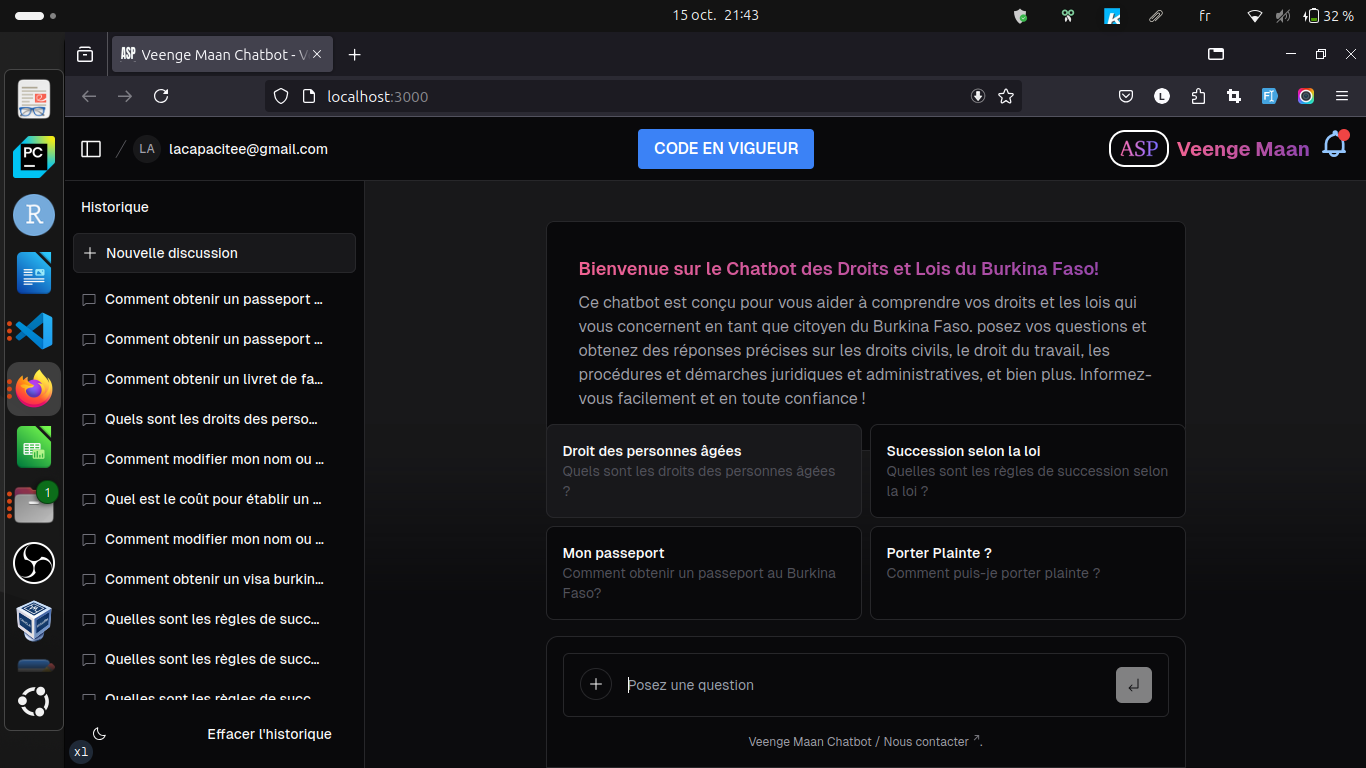 15 oct. 21:43
fr
32 %
ASP Veenge Maan Chatbot - V
localhost:3000
LA lacapacitee@gmail.com
CODE EN VIGUEUR
ASP Veenge Maan
PC
R
1
L
Historique
Nouvelle discussion
Comment obtenir un passeport ...
Comment obtenir un passeport ...
Comment obtenir un livret de fa...
Quels sont les droits des perso...
Comment modifier mon nom ou ...
Quel est le coût pour établir un ...
Comment modifier mon nom ou ...
Comment obtenir un visa burkin...
Quelles sont les règles de succ...
Quelles sont les règles de succ...
Quelles sont les règles de succ...
Effacer l'historique
xl
Bienvenue sur le Chatbot des Droits et Lois du Burkina Faso!
Ce chatbot est conçu pour vous aider à comprendre vos droits et les lois qui
vous concernent en tant que citoyen du Burkina Faso. posez vos questions et
obtenez des réponses précises sur les droits civils, le droit du travail, les
procédures et démarches juridiques et administratives, et bien plus. Informez-
vous facilement et en toute confiance !
Droit des personnes âgées
Quels sont les droits des personnes âgées
?
Succession selon la loi
Quelles sont les règles de succession selon
la loi ?
Mon passeport
Comment obtenir un passeport au Burkina
Faso?
Porter Plainte ?
Comment puis-je porter plainte ?
Posez une question
Veenge Maan Chatbot / Nous contacter ↗.